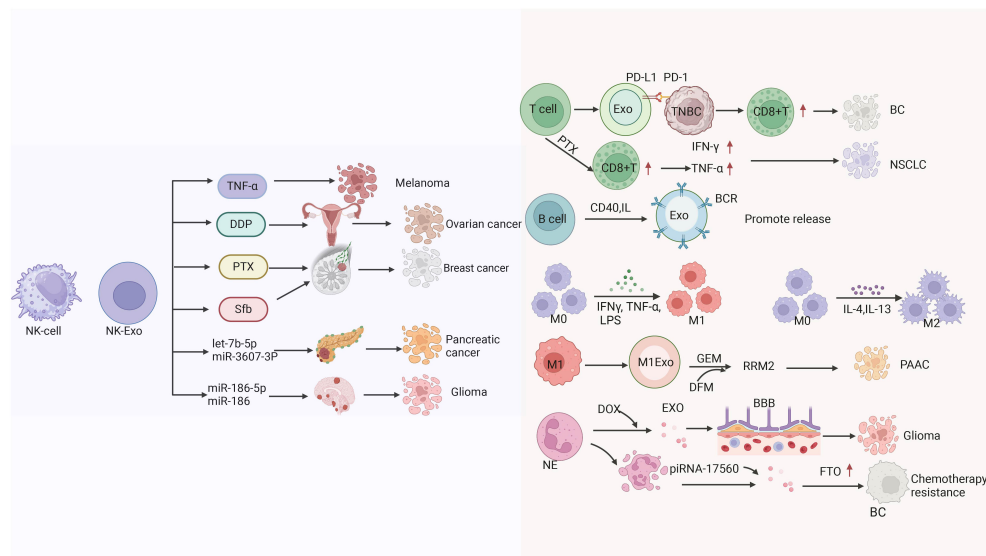 NK-cell
NK-Exo
TNF-α
Melanoma
DDP
Ovarian cancer
PTX
Breast cancer
Sfb
let-7b-5p
miR-3607-3P
Pancreatic
cancer
miR-186-5p
miR-186
Glioma
PD-L1 PD-1
T cell
Exo
TNBC
CD8+T
BC
PTX
CD8+T
IFN-γ
TNF-α
NSCLC
B cell
CD40,IL
Exo
BCR
Promote release
M0
IFNγ, TNF-α,
LPS
M1
M0
IL-4,IL-13
M2
M1
M1Exo
GEM
DFM
RRM2
PAAC
NE
DOX
EXO
BBB
Glioma
piRNA-17560
FTO
Chemotherapy
resistance
BC